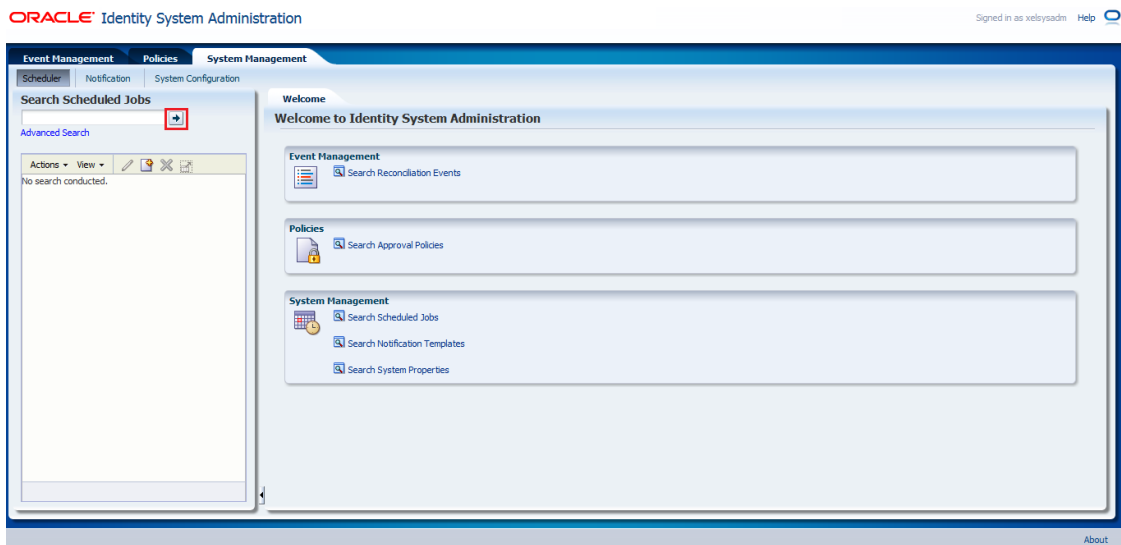 ORACLE Identity System Administration
Signed in as xelsysadm Help
Event Management Policies System Management
Scheduler Notification System Configuration
Search Scheduled Jobs
Advanced Search
Actions View
No search conducted.
Welcome
Welcome to Identity System Administration
Event Management
Search Reconciliation Events
Policies
Search Approval Policies
System Management
Search Scheduled Jobs
Search Notification Templates
Search System Properties
About